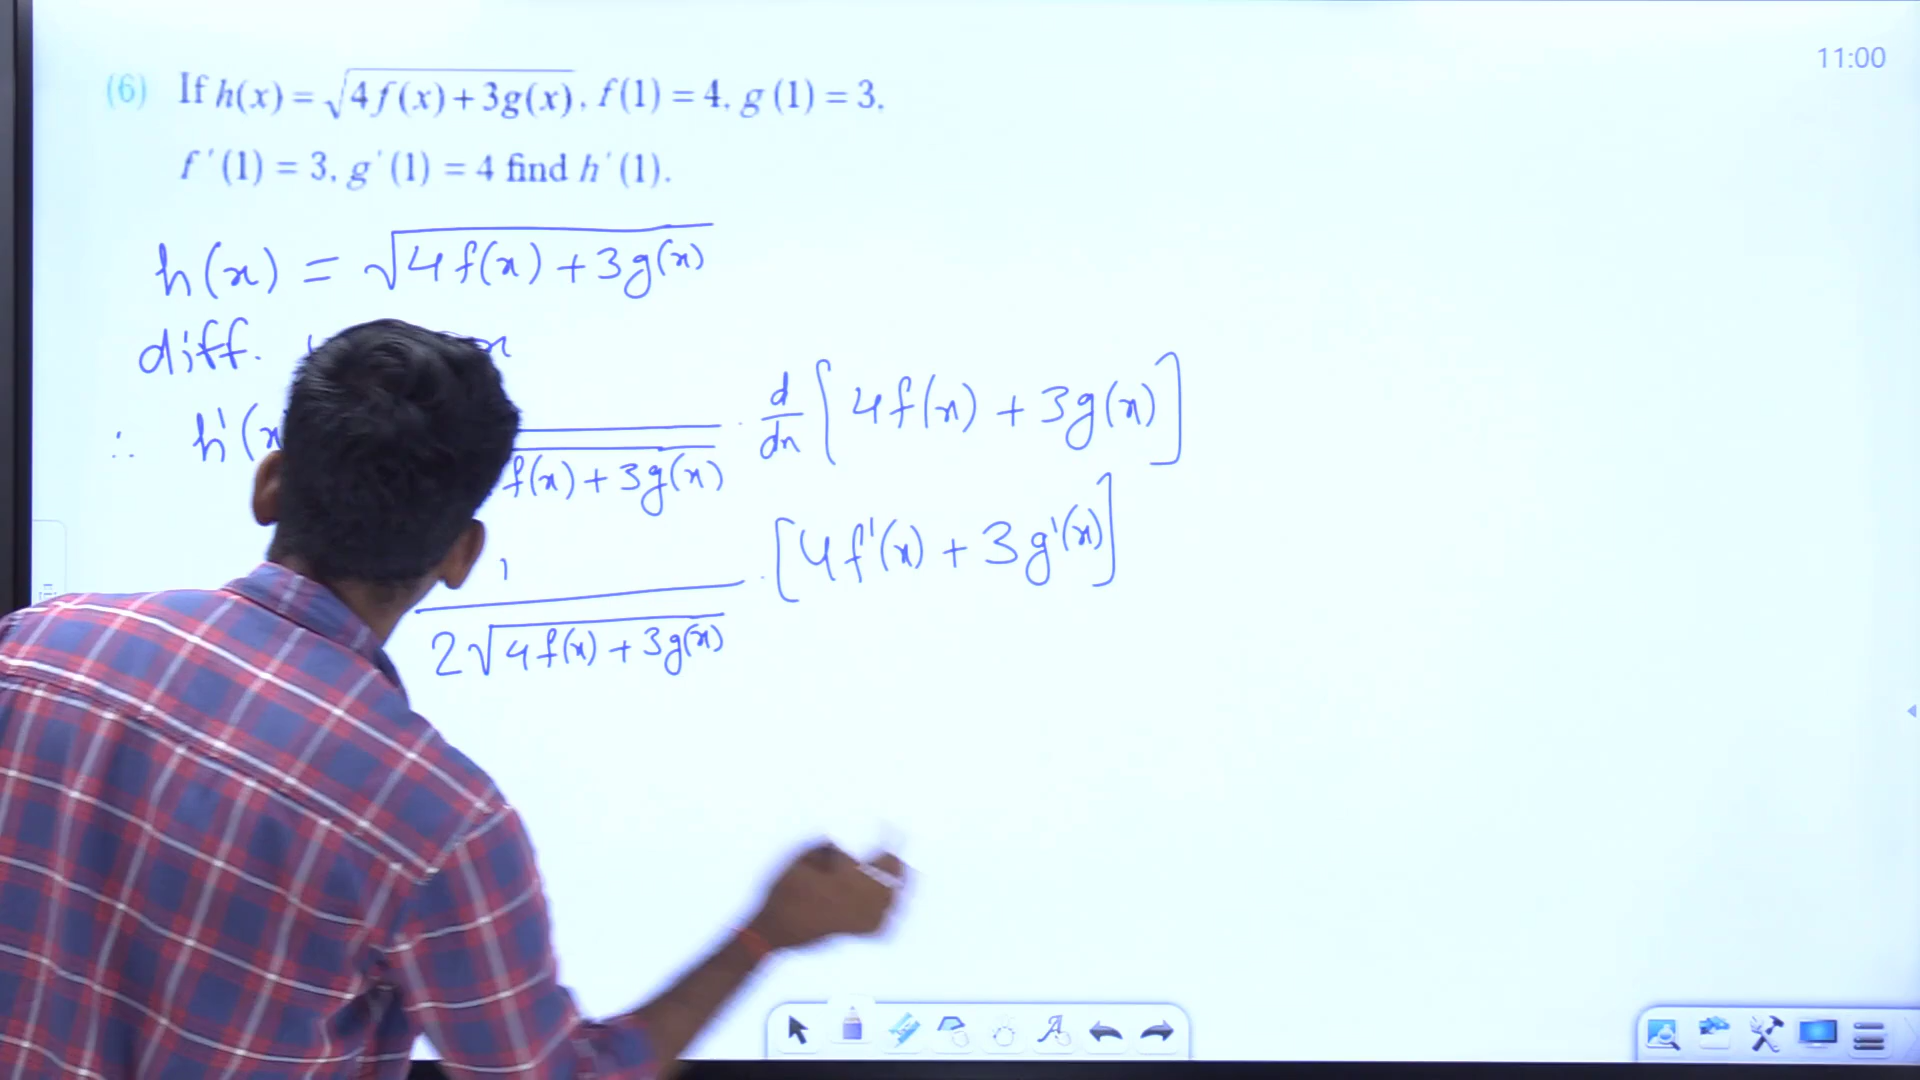 11:00
(6) If h(x) = √4f(x) + 3g(x), f(1) = 4, g(1) = 3,
f′(1) = 3, g′(1) = 4 find h′(1).
h(x) = √4f(x) + 3g(x)
diff. x
∴ h'(x · d/dx [4f(x) + 3g(x)]
f(x) + 3g(x)
1 · [4f'(x) + 3g'(x)]
2√4f(x) + 3g(x)